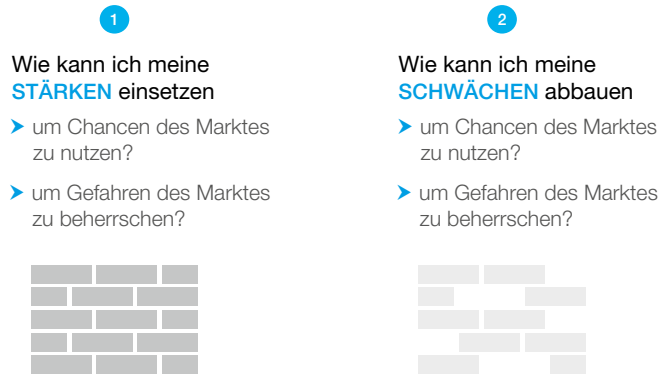 1
Wie kann ich meine
STÄRKEN einsetzen
um Chancen des Marktes
zu nutzen?
um Gefahren des Marktes
zu beherrschen?
2
Wie kann ich meine
SCHWÄCHEN abbauen
um Chancen des Marktes
zu nutzen?
um Gefahren des Marktes
zu beherrschen?